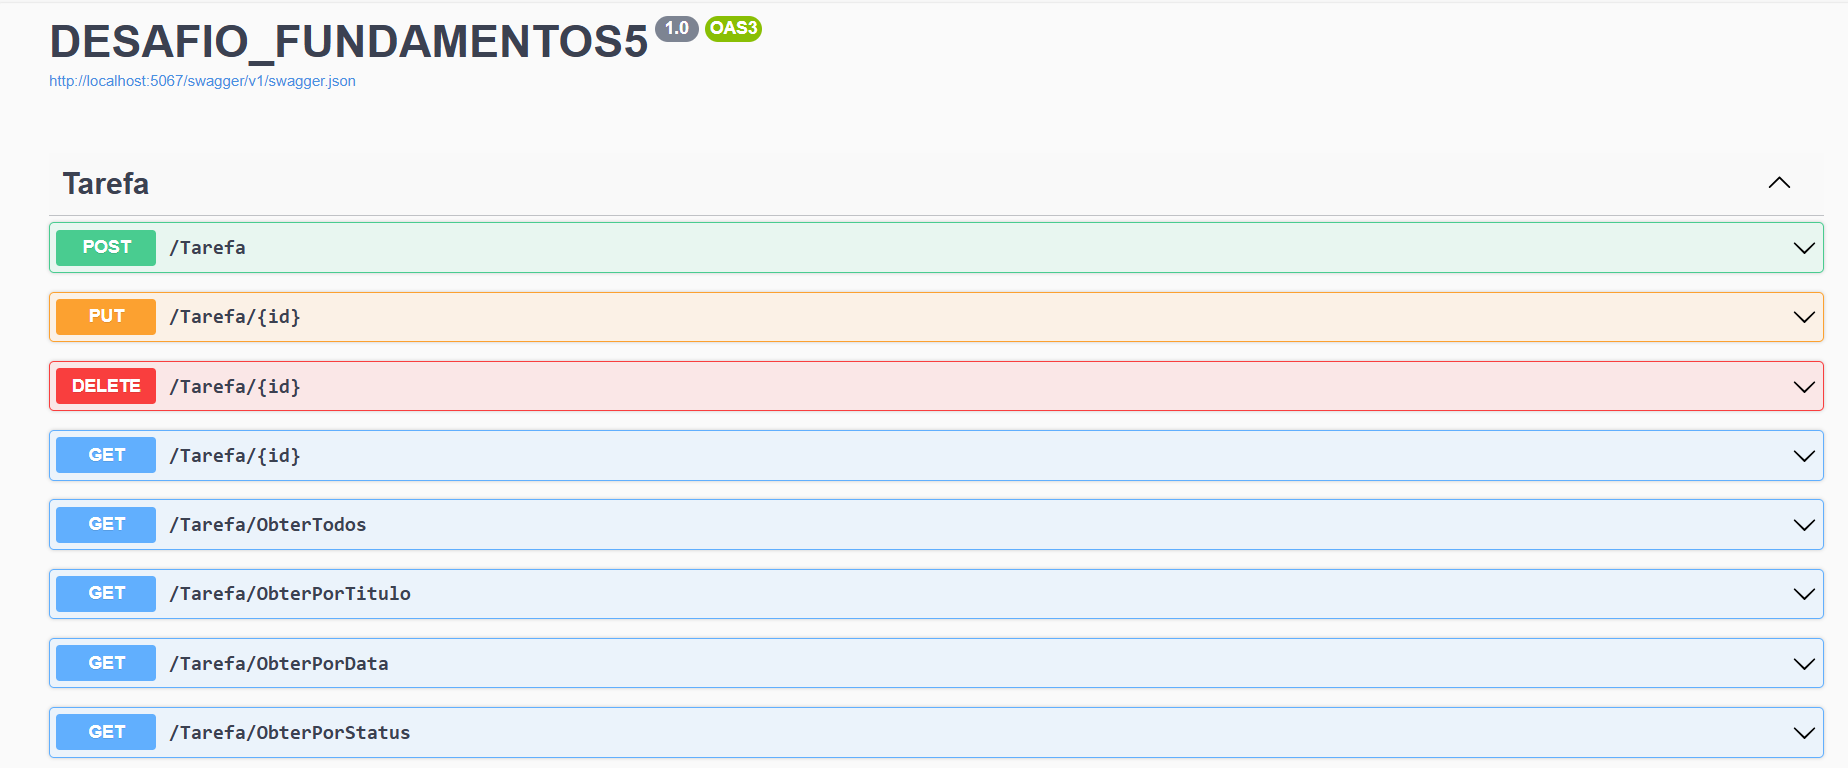 DESAFIO_FUNDAMENTOS5 1.0 OAS3
http://localhost:5067/swagger/v1/swagger.json
Tarefa
POST /Tarefa
PUT /Tarefa/{id}
DELETE /Tarefa/{id}
GET /Tarefa/{id}
GET /Tarefa/ObterTodos
GET /Tarefa/ObterPorTitulo
GET /Tarefa/ObterPorData
GET /Tarefa/ObterPorStatus